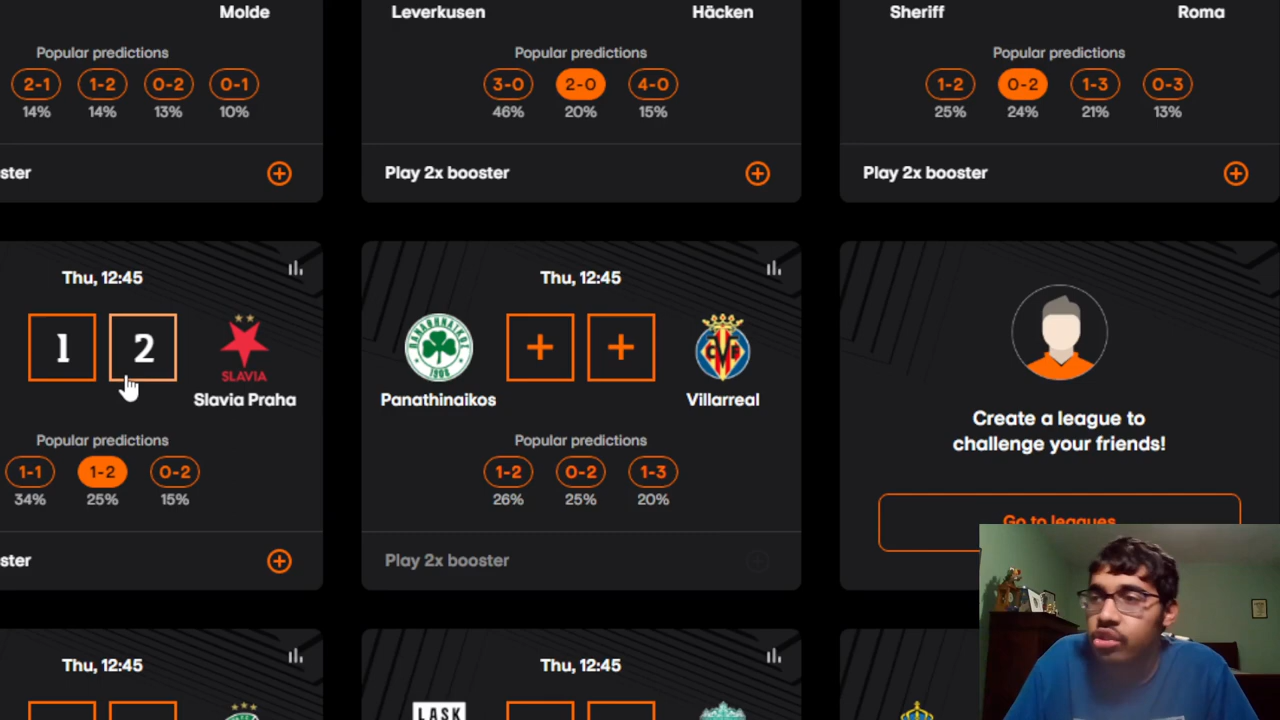 Molde
Popular predictions
2-1 1-2 0-2 0-1
14% 14% 13% 10%
ster
Leverkusen Häcken
Popular predictions
3-0 2-0 4-0
46% 20% 15%
Play 2x booster
Sheriff Roma
Popular predictions
1-2 0-2 1-3 0-3
25% 24% 21% 13%
Play 2x booster
Thu, 12:45
1 2
SLAVIA
Slavia Praha
Popular predictions
1-1 1-2 0-2
34% 25% 15%
ster
Thu, 12:45
ΠΑΝΑΘΗΝΑΪΚΟΣ
1908
Panathinaikos Villarreal
Popular predictions
1-2 0-2 1-3
26% 25% 20%
Play 2x booster
Create a league to
challenge your friends!
Go to leagues
Thu, 12:45
Thu, 12:45
LASK